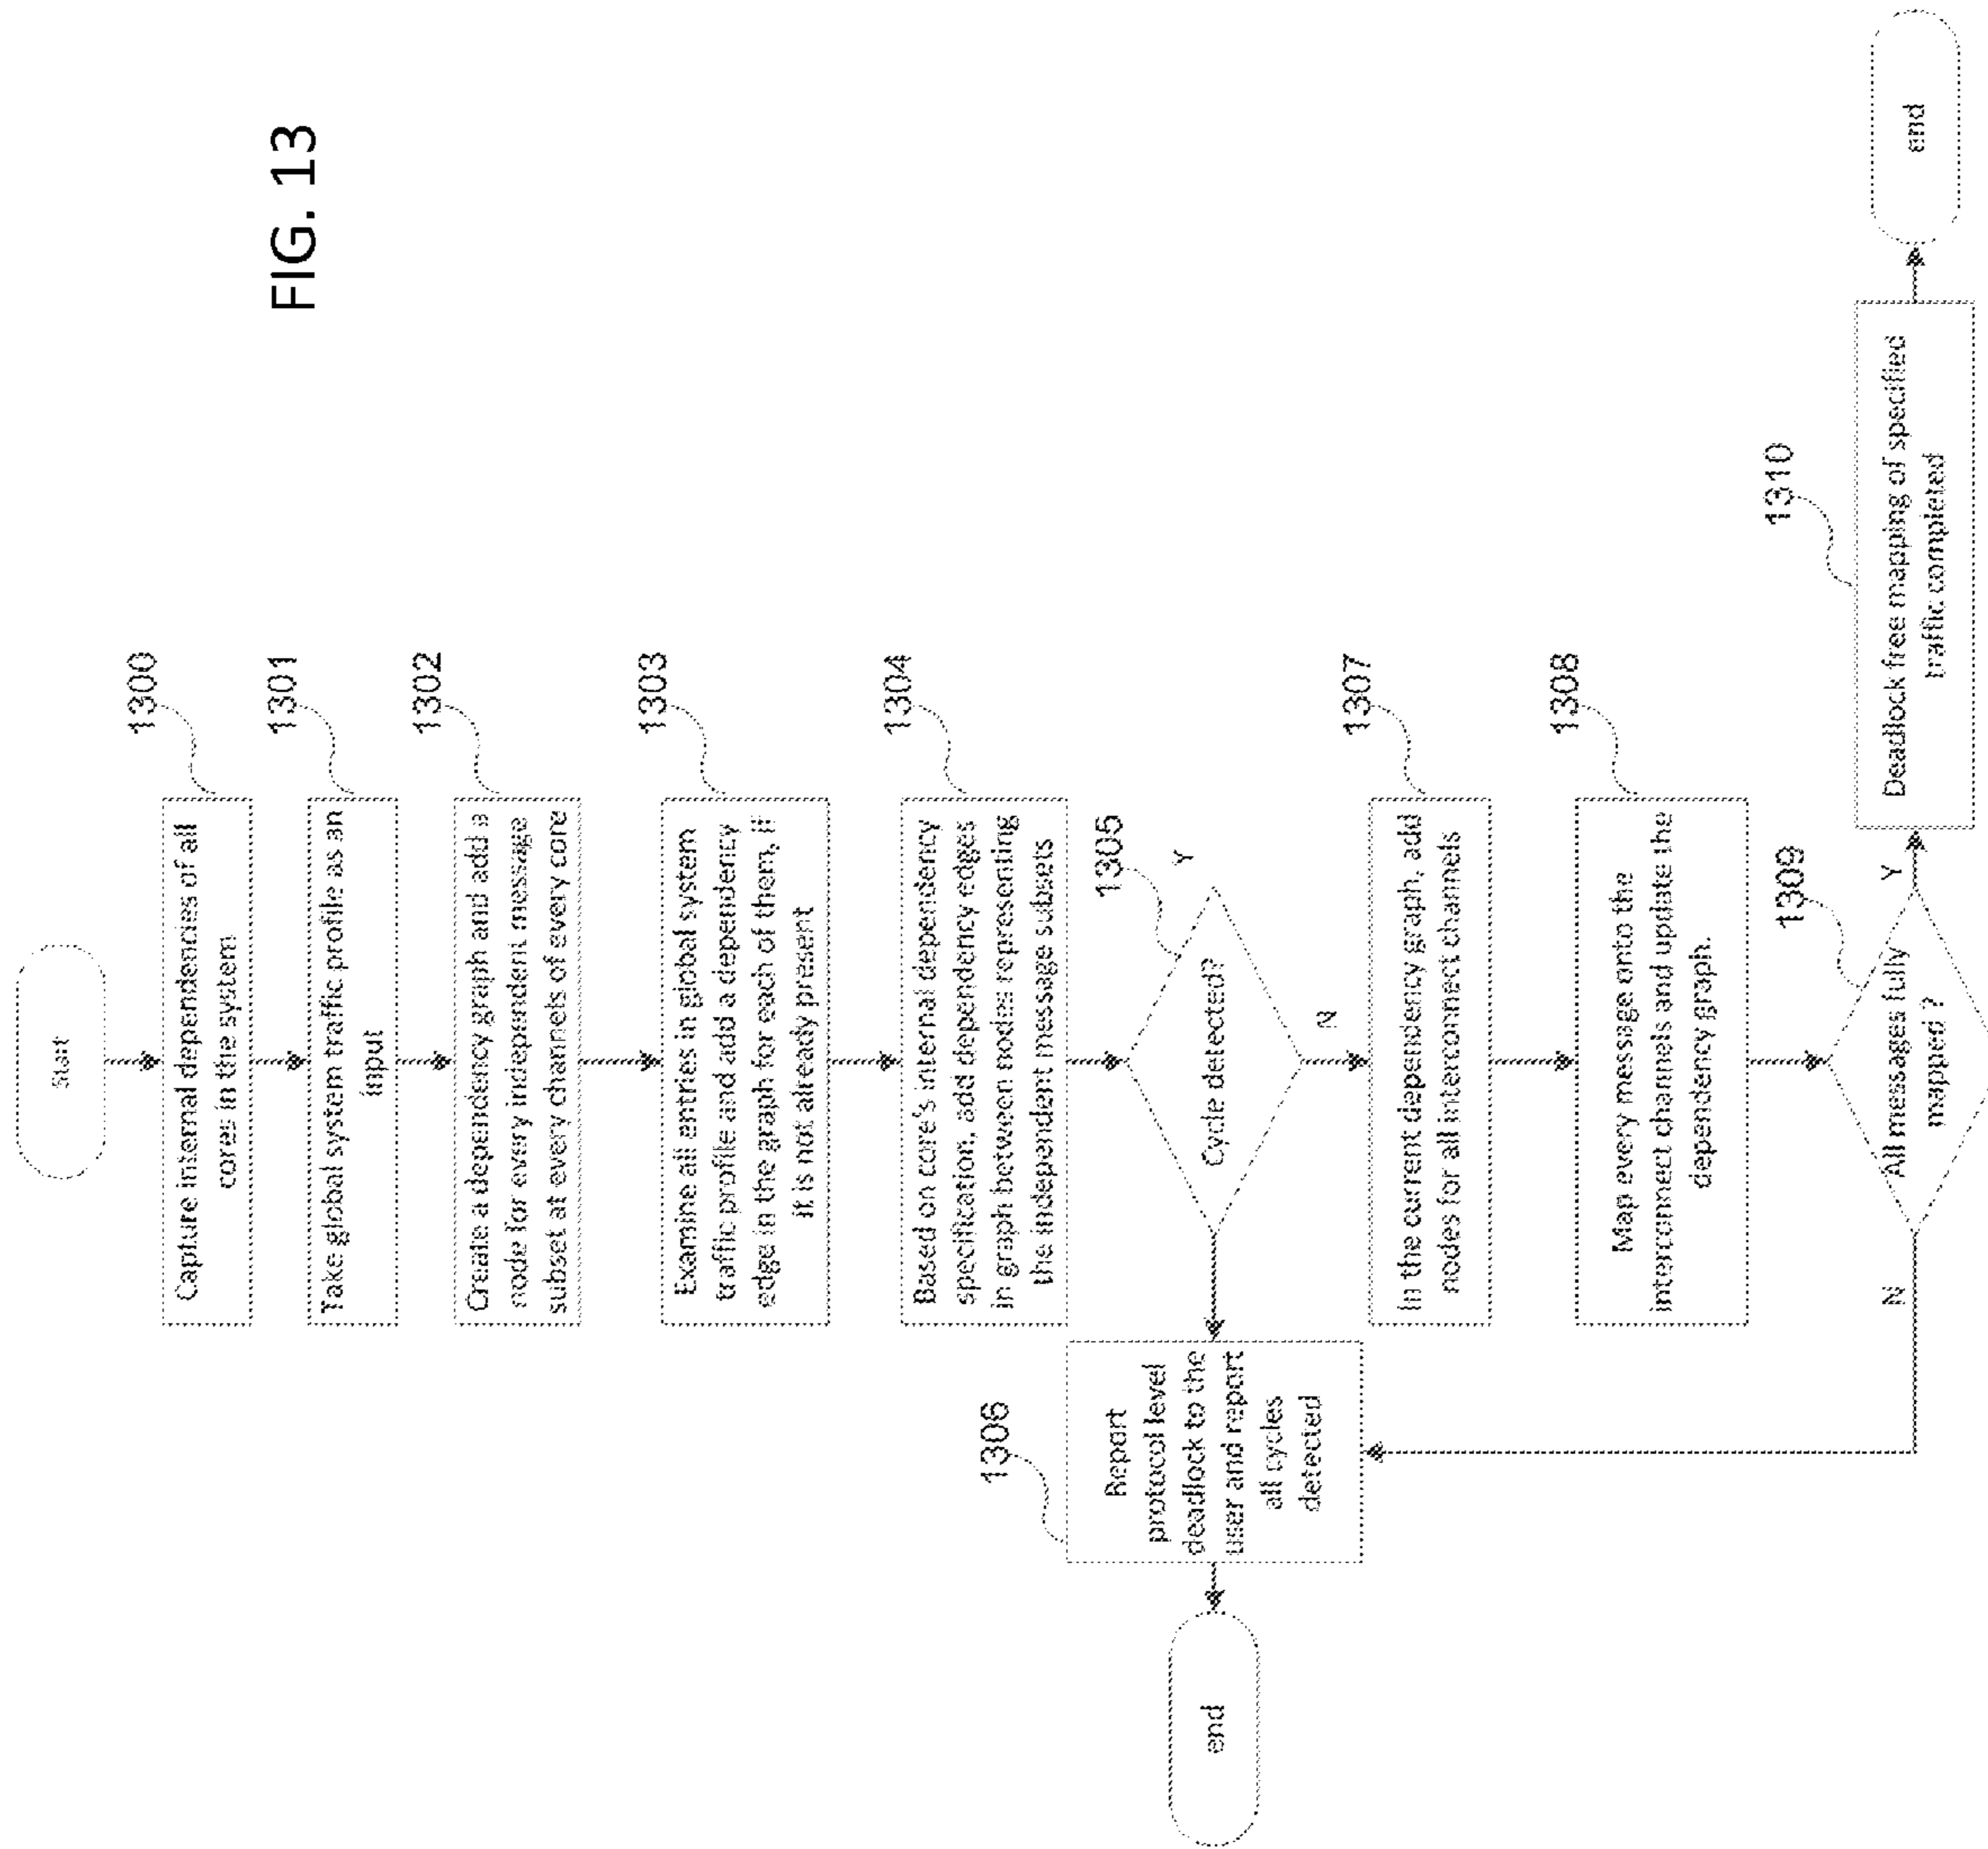 FIG. 13
Start
1300
Capture internal dependencies of all
cores in the system
1301
Take global system traffic profile as an
input
1302
Create a dependency graph and add a
node for every independent message
subset at every channels of every core
1303
Examine all entries in global system
traffic profile and add a dependency
edge in the graph for each of them, if
it is not already present
1304
Based on core's internal dependency
specification, add dependency edges
in graph between nodes representing
the independent message subsets
1305
Cycle detected?
Y
N
1306
Report
protocol level
deadlock to the
user and report
all cycles
detected
end
1307
In the current dependency graph, add
nodes for all interconnect channels
1308
Map every message onto the
interconnect channels and update the
dependency graph.
1309
All messages fully
mapped ?
N
Y
1310
Deadlock free mapping of specified
traffic completed
end